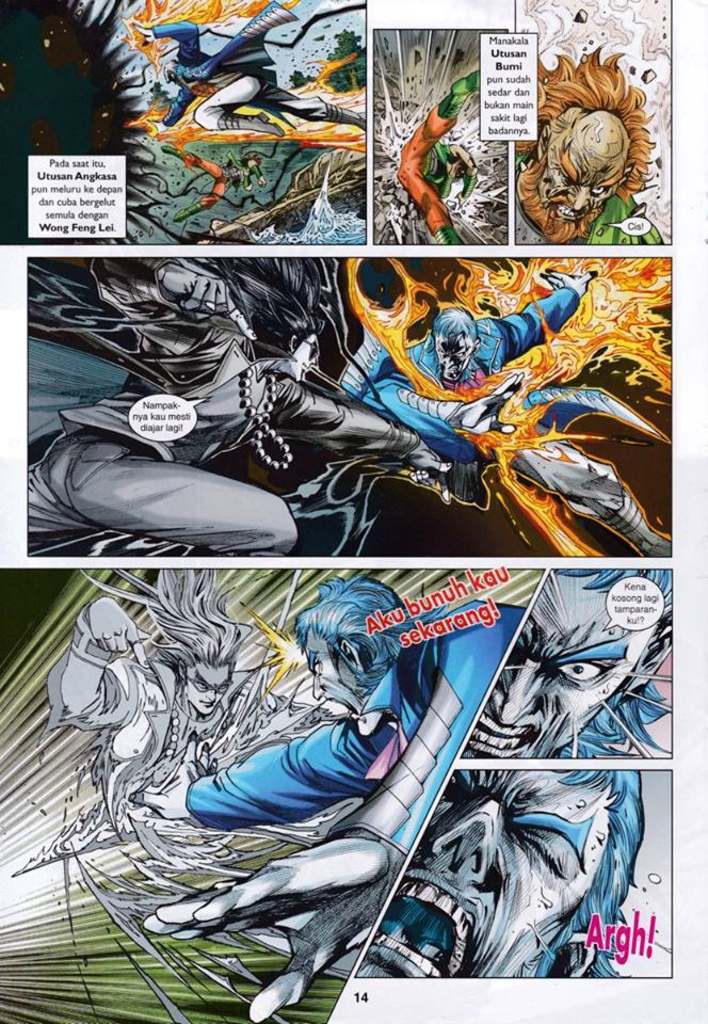 Pada saat itu,
Utusan Angkasa
pun meluru ke depan
dan cuba bergelut
semula dengan
Wong Feng Lei.
Manakala
Utusan
Bumi
pun sudah
sedar dan
bukan main
sakit lagi
badannya.
Cis!
Nampak-
nya kau mesti
diajar lagi!
Aku bunuh kau
sekarang!
Kena
kosong lagi
tamparan-
ku!?
Argh!
14